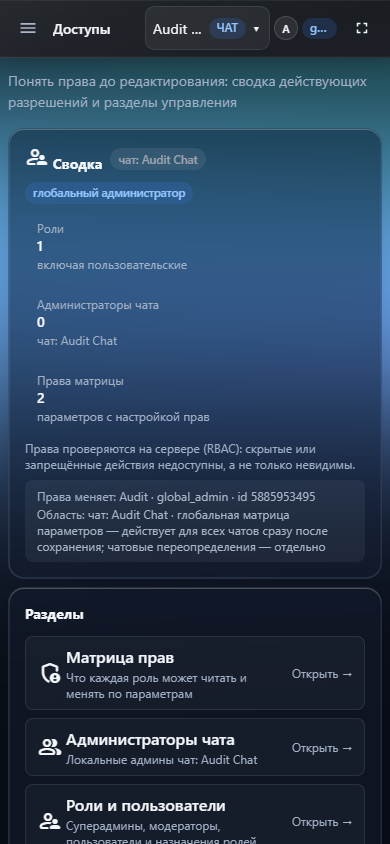 Доступы
Audit ... ЧАТ ▾ A g...
Понять права до редактирования: сводка действующих
разрешений и разделы управления
Сводка чат: Audit Chat
глобальный администратор
Роли
1
включая пользовательские
Администраторы чата
0
чат: Audit Chat
Права матрицы
2
параметров с настройкой прав
Права проверяются на сервере (RBAC): скрытые или
запрещённые действия недоступны, а не только невидимы.
Права меняет: Audit · global_admin · id 5885953495
Область: чат: Audit Chat · глобальная матрица
параметров — действует для всех чатов сразу после
сохранения; чатовые переопределения — отдельно
Разделы
Матрица прав
Что каждая роль может читать и
менять по параметрам
Открыть →
Администраторы чата
Локальные админы чат: Audit Chat
Открыть →
Роли и пользователи
Суперадмины, модераторы,
пользователи и назначения ролей
Открыть →